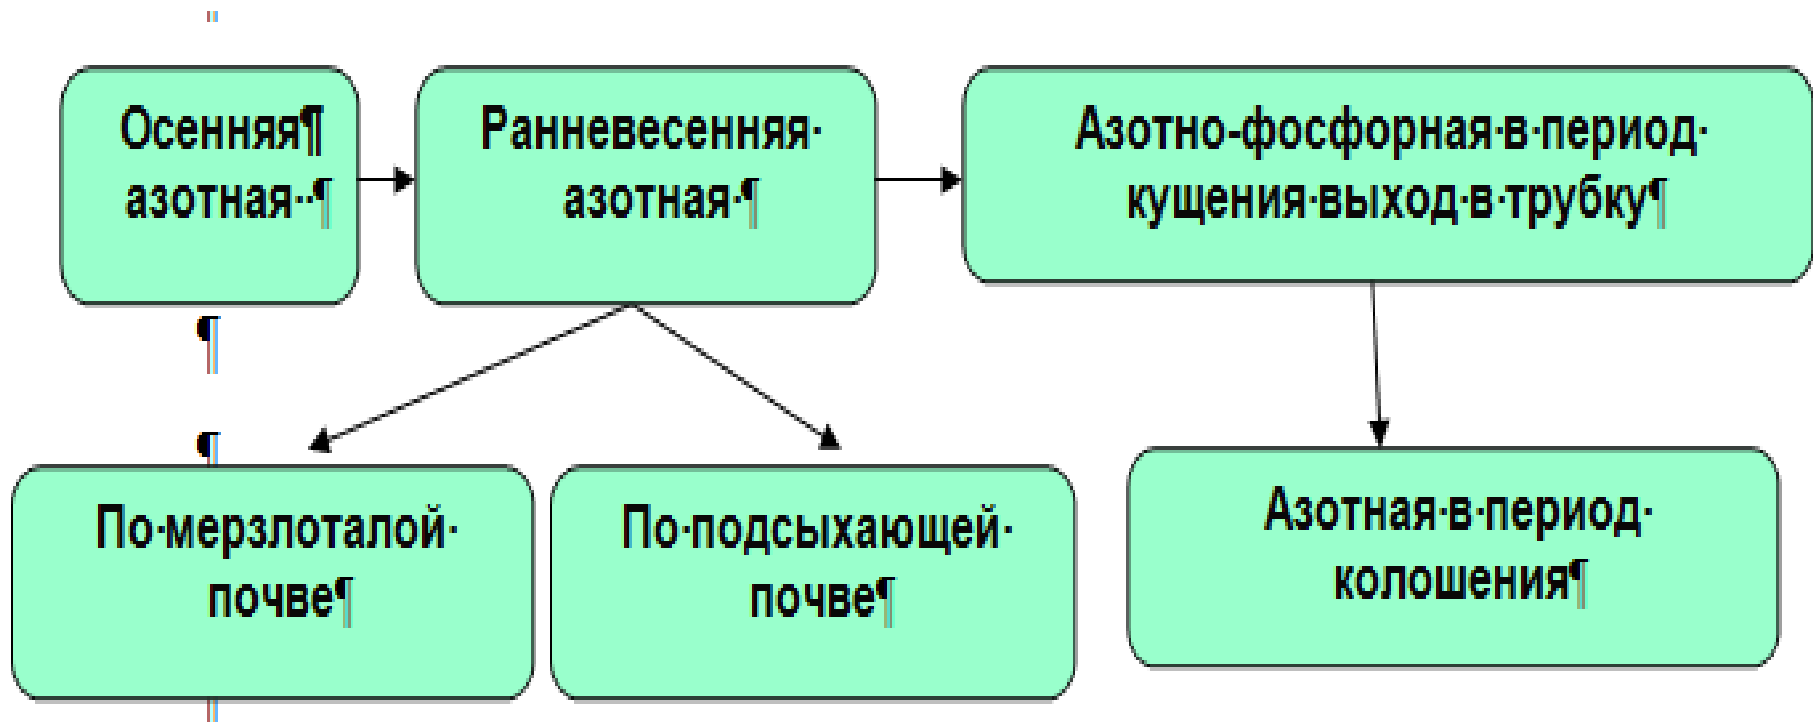 Осенняя¶
азотная··¶
Ранневесенняя·
азотная·¶
Азотно-фосфорная·в·период·
кущения·выход·в·трубку¶
¶
¶
По·мерзлоталой·
почве¶
По·подсыхающей·
почве¶
Азотная·в·период·
колошения¶